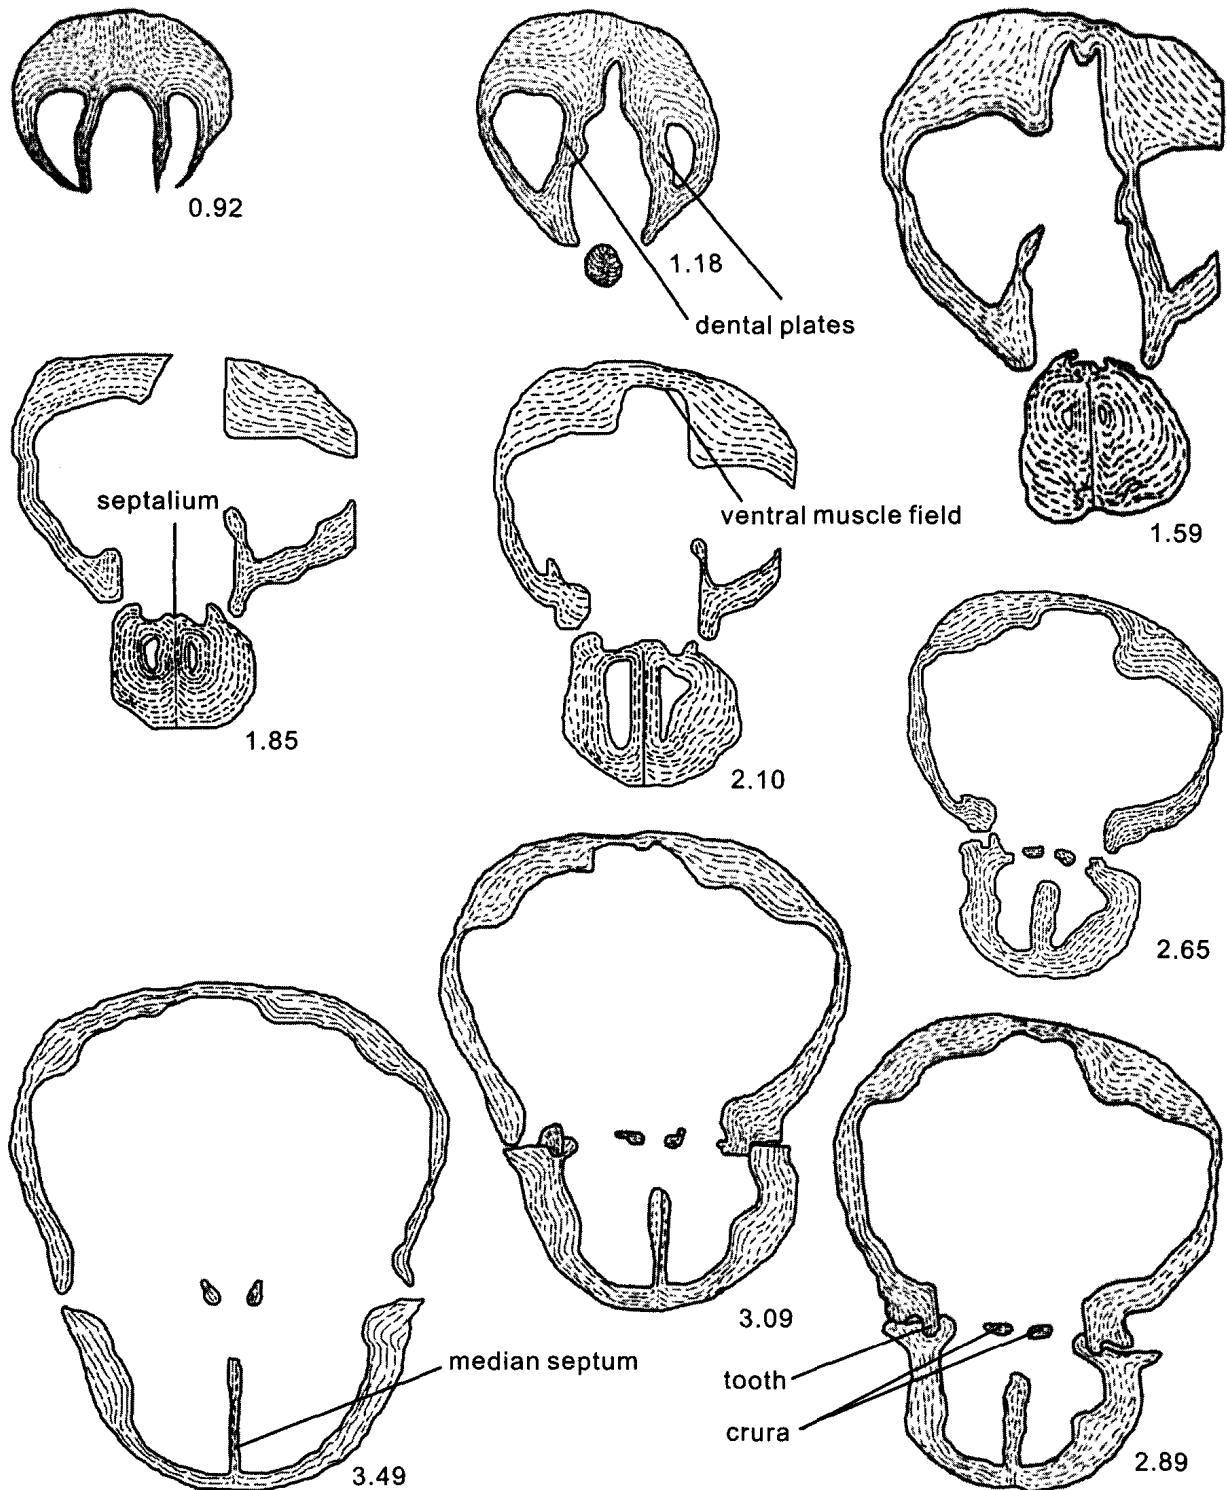 0.92
1.18
dental plates
1.59
septalium
1.85
ventral muscle field
2.10
2.65
3.09
median septum
3.49
tooth
crura
2.89